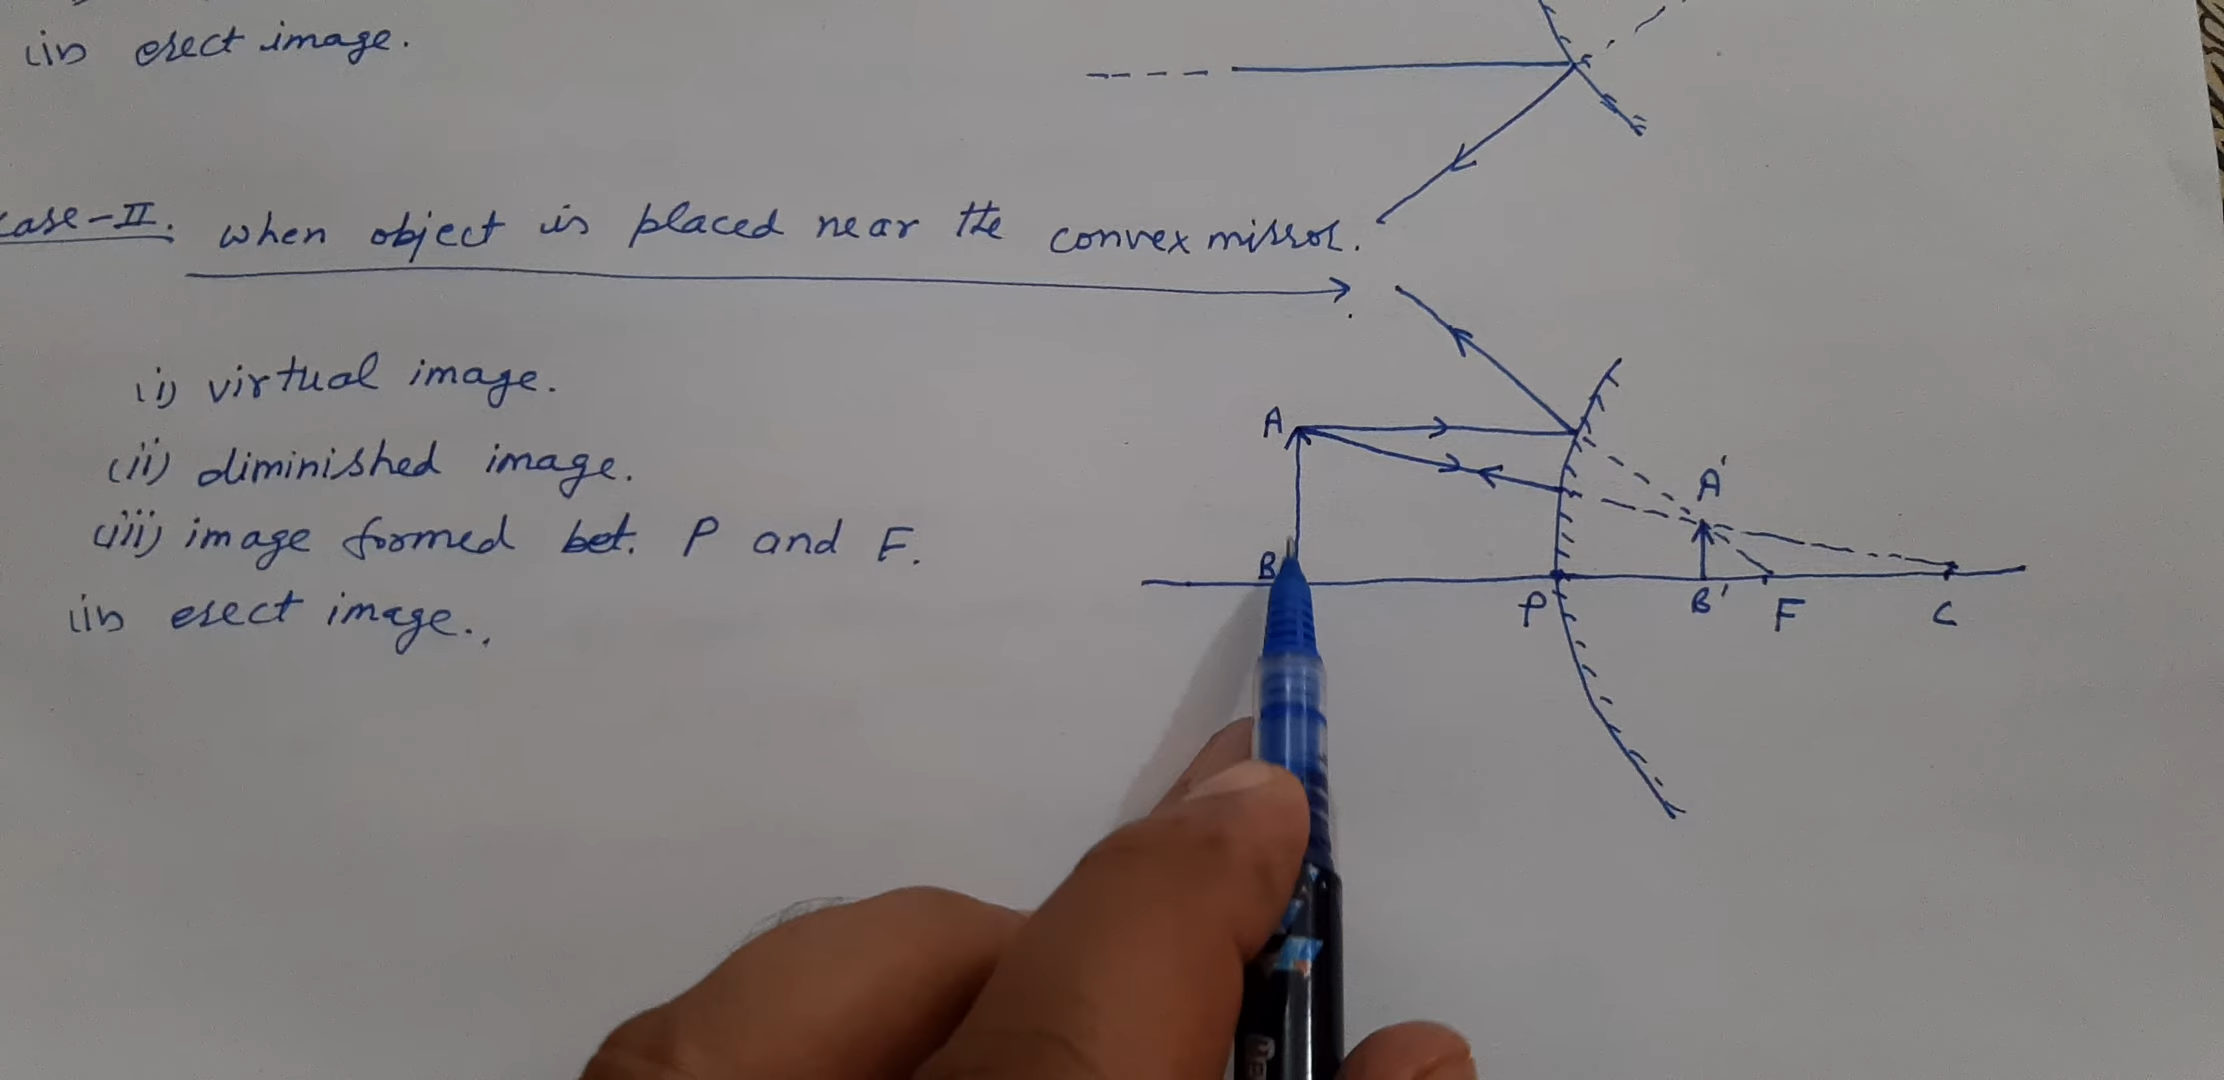 (iv) erect image.
case-II. when object is placed near the convex mirror.
(i) virtual image.
(ii) diminished image.
(iii) image formed bet. P and F.
(iv) erect image.
A
A'
B
P
B'
F
C